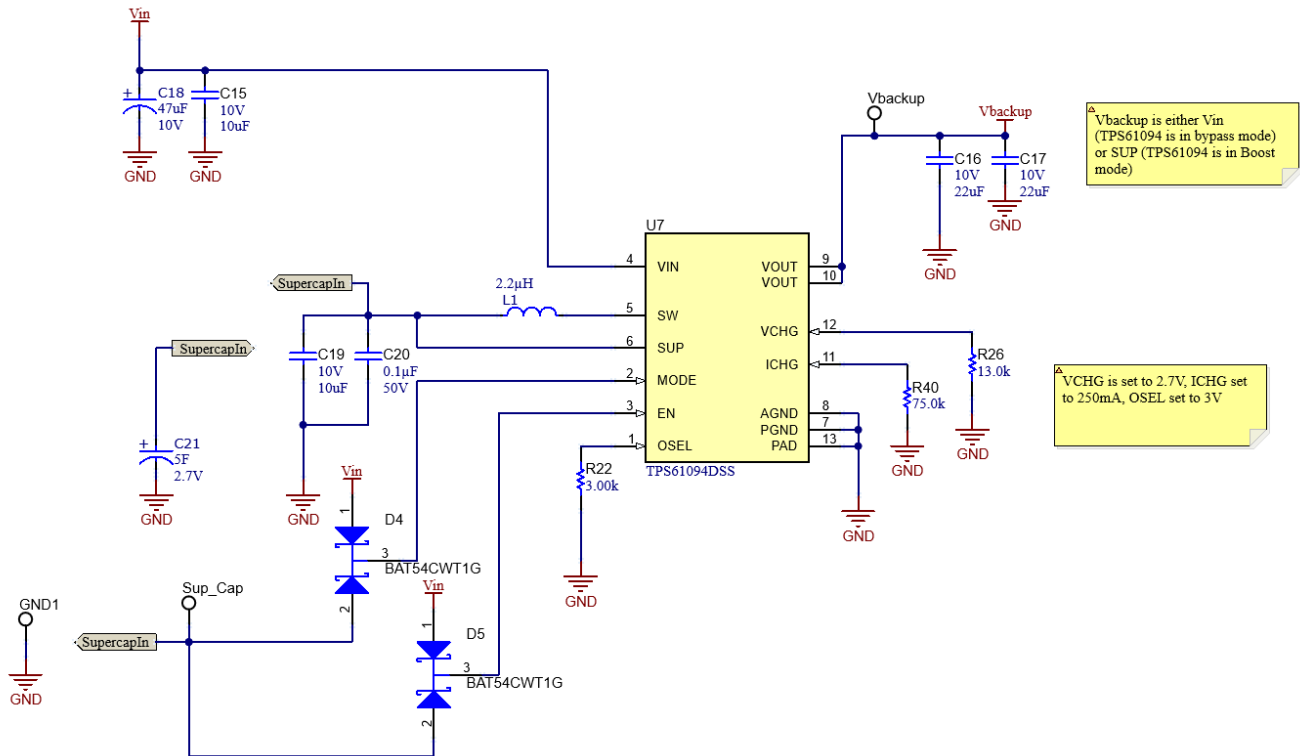 Vin
C18
47uF
10V
C15
10V
10uF
GND
GND
Vbackup
Vbackup
C16
10V
22uF
C17
10V
22uF
GND
GND
Vbackup is either Vin
(TPS61094 is in bypass mode)
or SUP (TPS61094 is in Boost
mode)
U7
4
VIN
5
SW
6
SUP
2
MODE
3
EN
1
OSEL
VOUT
9
VOUT
10
VCHG
12
ICHG
11
AGND
8
PGND
7
PAD
13
TPS61094DSS
SupercapIn
2.2µH
L1
C19
10V
10uF
C20
0.1µF
50V
GND
SupercapIn
C21
5F
2.7V
GND
R26
13.0k
GND
R40
75.0k
GND
GND
VCHG is set to 2.7V, ICHG set
to 250mA, OSEL set to 3V
R22
3.00k
GND
Vin
1
D4
3
BAT54CWT1G
2
Vin
1
D5
3
BAT54CWT1G
2
Sup_Cap
SupercapIn
GND1
GND